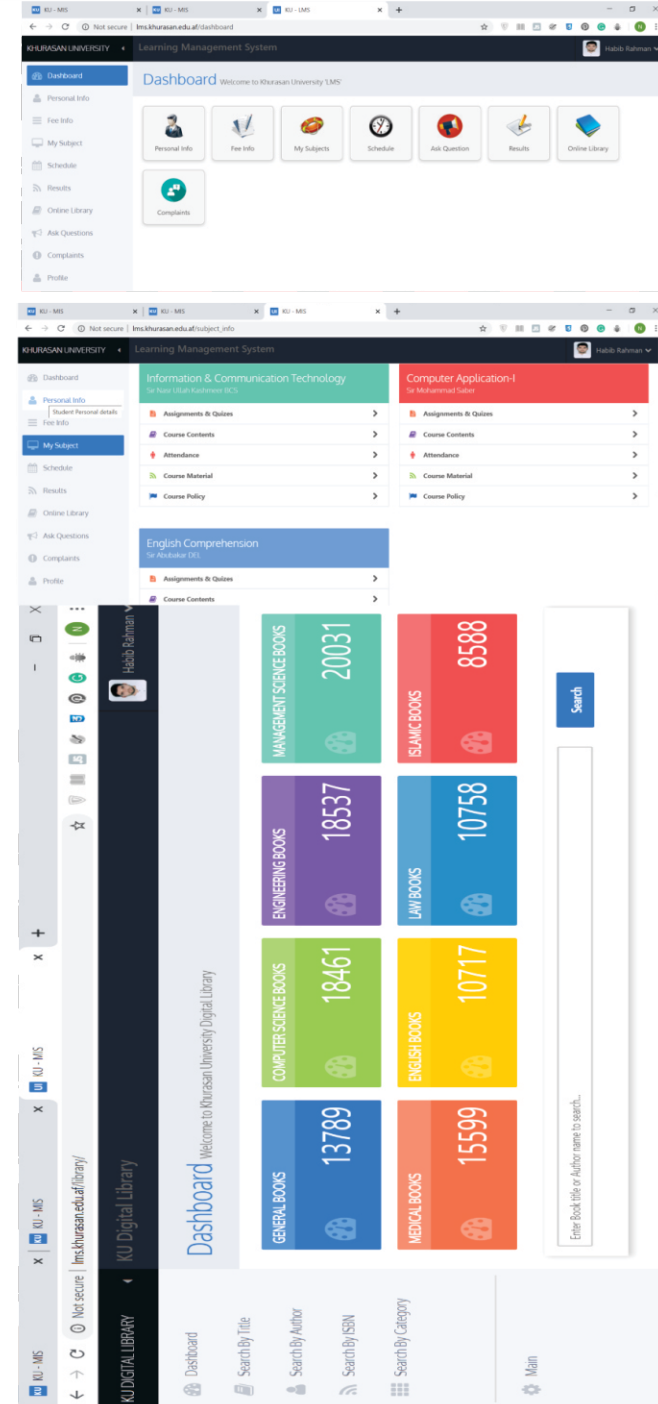 KU - MIS
KU - MIS
KU - LMS
Not secure | lms.khurasan.edu.af/dashboard
KHURASAN UNIVERSITY
Learning Management System
Habib Rahman
Dashboard
Dashboard Welcome to Khurasan University 'LMS'
Personal Info
Fee Info
My Subject
Schedule
Results
Online Library
Ask Questions
Complaints
Profile
Personal Info
Fee Info
My Subjects
Schedule
Ask Question
Results
Online Library
Complaints
KU - MIS
KU - MIS
KU - MIS
Not secure | lms.khurasan.edu.af/subject_info
KHURASAN UNIVERSITY
Learning Management System
Habib Rahman
Dashboard
Personal Info
Student Personal details
Fee Info
My Subject
Schedule
Results
Online Library
Ask Questions
Complaints
Profile
Information & Communication Technology
Sir Nasr Ullah Kashmeer BCS
Assignments & Quizes
Course Contents
Attendance
Course Material
Course Policy
Computer Application-I
Sir Mohammad Saber
Assignments & Quizes
Course Contents
Attendance
Course Material
Course Policy
English Comprehension
Sir Abubakar DEL
Assignments & Quizes
Course Contents
KU - MIS
KU - MIS
KU - MIS
Not secure | lms.khurasan.edu.af/library/
KU DIGITAL LIBRARY
KU Digital Library
Habib Rahman
Dashboard
Search By Title
Search By Author
Search By ISBN
Search By Category
Main
Dashboard Welcome to Khurasan University Digital Library
GENERAL BOOKS
13789
COMPUTER SCIENCE BOOKS
18461
ENGINEERING BOOKS
18537
MANAGEMENT SCIENCE BOOKS
20031
MEDICAL BOOKS
15599
ENGLISH BOOKS
10717
LAW BOOKS
10758
ISLAMIC BOOKS
8588
Enter Book title or Author name to search...
Search